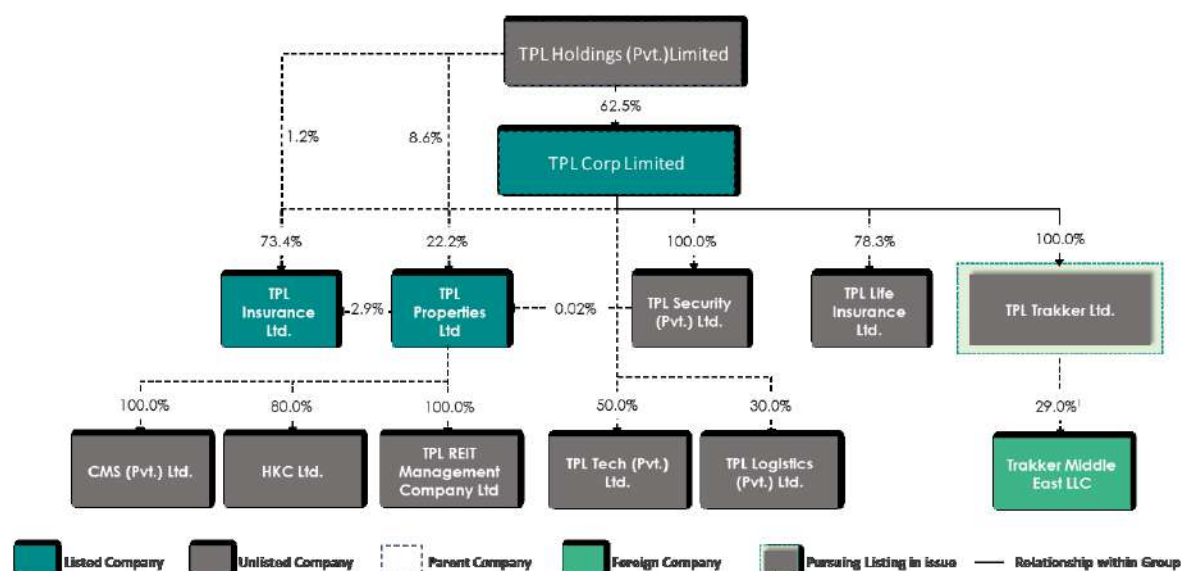 TPL Holdings (Pvt.)Limited
62.5%
1.2%
8.6%
TPL Corp Limited
73.4%
22.2%
100.0%
78.3%
100.0%
TPL
Insurance
Ltd.
2.9%
TPL
Properties
Ltd
0.02%
TPL Security
(Pvt.) Ltd.
TPL Life
Insurance Ltd.
TPL Trakker Ltd.
100.0%
80.0%
100.0%
50.0%
30.0%
29.0%¹
CMS (Pvt.) Ltd.
HKC Ltd.
TPL REIT
Management
Company Ltd
TPL Tech (Pvt.)
Ltd.
TPL Logistics
(Pvt.) Ltd.
Trakker Middle
East LLC
Listed Company
Unlisted Company
Parent Company
Foreign Company
Pursuing Listing in issue
Relationship within Group